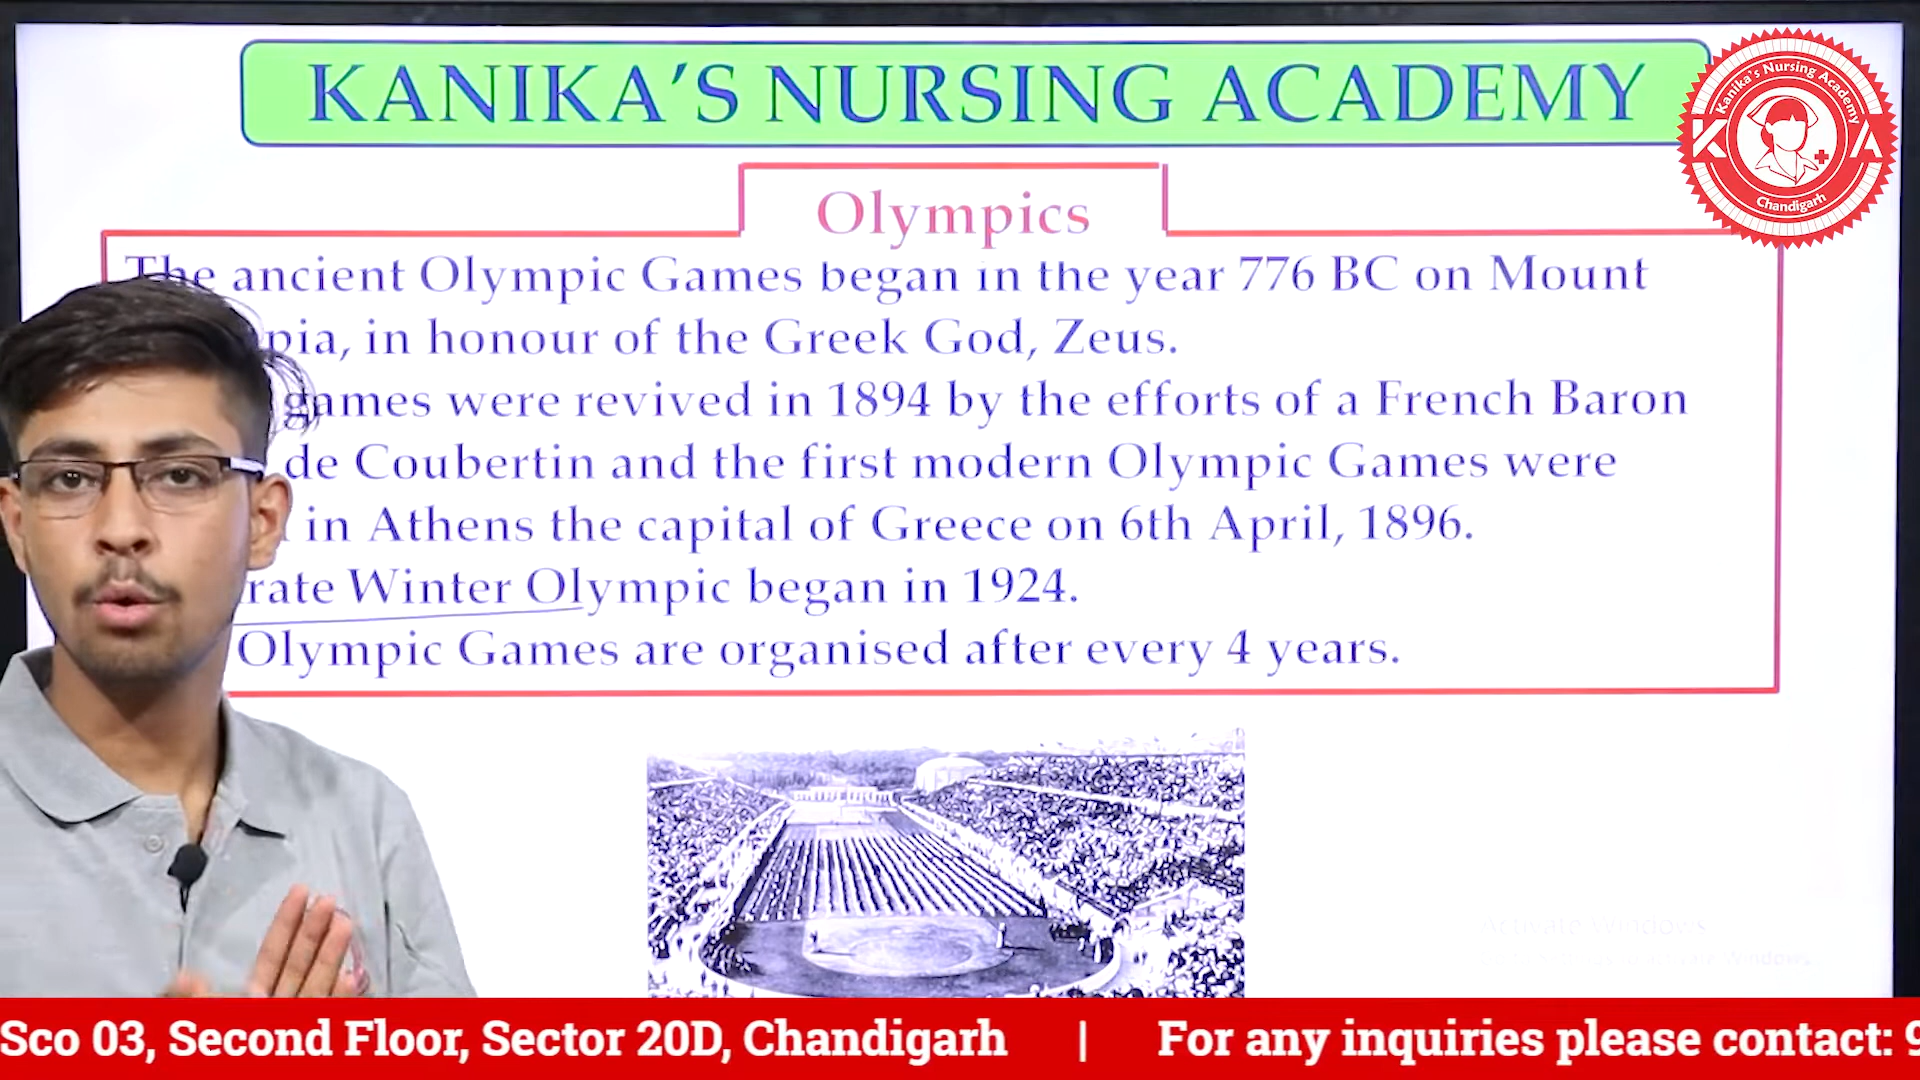 KANIKA'S NURSING ACADEMY
Kanika's Nursing Academy
K A
Chandigarh
Olympics
The ancient Olympic Games began in the year 776 BC on Mount
pia, in honour of the Greek God, Zeus.
games were revived in 1894 by the efforts of a French Baron
de Coubertin and the first modern Olympic Games were
in Athens the capital of Greece on 6th April, 1896.
rate Winter Olympic began in 1924.
Olympic Games are organised after every 4 years.
Activate Windows
Sco 03, Second Floor, Sector 20D, Chandigarh | For any inquiries please contact: 9